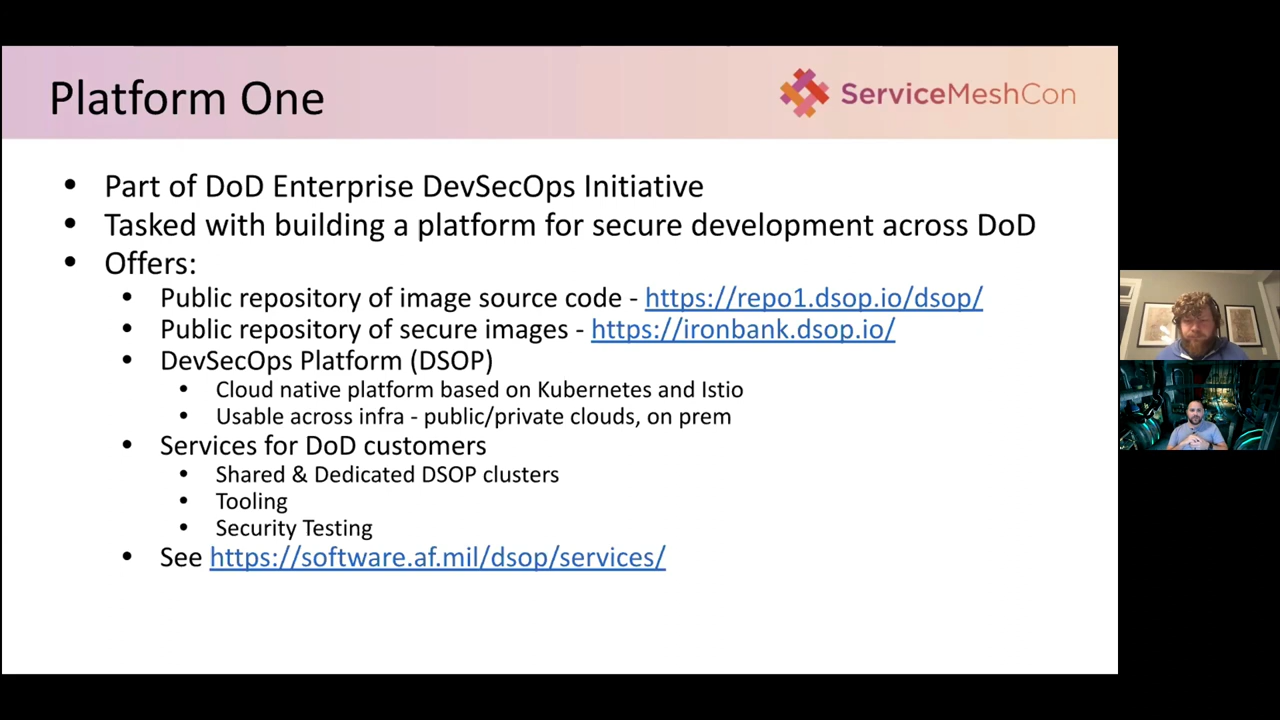 Platform One
ServiceMeshCon
• Part of DoD Enterprise DevSecOps Initiative
• Tasked with building a platform for secure development across DoD
• Offers:
• Public repository of image source code - https://repo1.dsop.io/dsop/
• Public repository of secure images - https://ironbank.dsop.io/
• DevSecOps Platform (DSOP)
• Cloud native platform based on Kubernetes and Istio
• Usable across infra - public/private clouds, on prem
• Services for DoD customers
• Shared & Dedicated DSOP clusters
• Tooling
• Security Testing
• See https://software.af.mil/dsop/services/